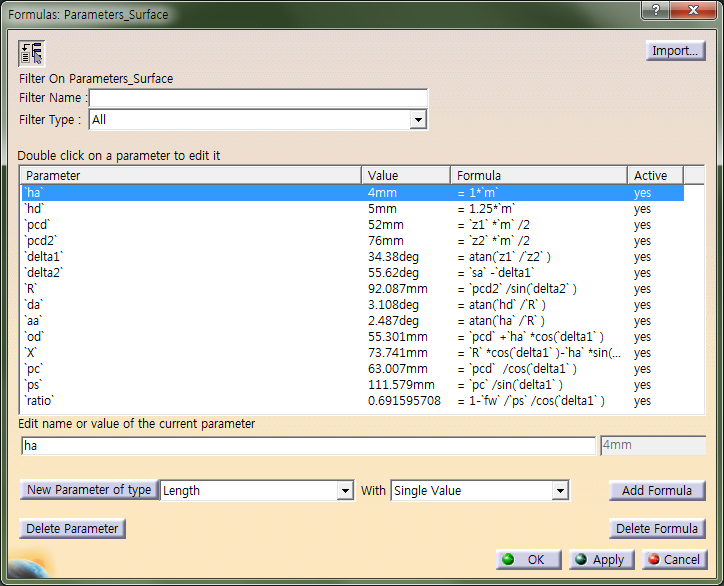 Formulas: Parameters_Surface
?
Import...
Filter On Parameters_Surface
Filter Name :
Filter Type : All
Double click on a parameter to edit it
Parameter Value Formula Active
`ha` 4mm = 1*`m` yes
`hd` 5mm = 1.25*`m` yes
`pcd` 52mm = `z1` *`m` /2 yes
`pcd2` 76mm = `z2` *`m` /2 yes
`delta1` 34.38deg = atan(`z1` /`z2` ) yes
`delta2` 55.62deg = `sa` -`delta1` yes
`R` 92.087mm = `pcd2` /sin(`delta2` ) yes
`da` 3.108deg = atan(`hd` /`R` ) yes
`aa` 2.487deg = atan(`ha` /`R` ) yes
`od` 55.301mm = `pcd` +`ha` *cos(`delta1` ) yes
`X` 73.741mm = `R` *cos(`delta1` )-`ha` *sin(... yes
`pc` 63.007mm = `pcd`  /cos(`delta1` ) yes
`ps` 111.579mm = `pc` /sin(`delta1` ) yes
`ratio` 0.691595708 = 1-`fw` /`ps` /cos(`delta1` ) yes
Edit name or value of the current parameter
ha 4mm
New Parameter of type Length With Single Value Add Formula
Delete Parameter Delete Formula
OK Apply Cancel